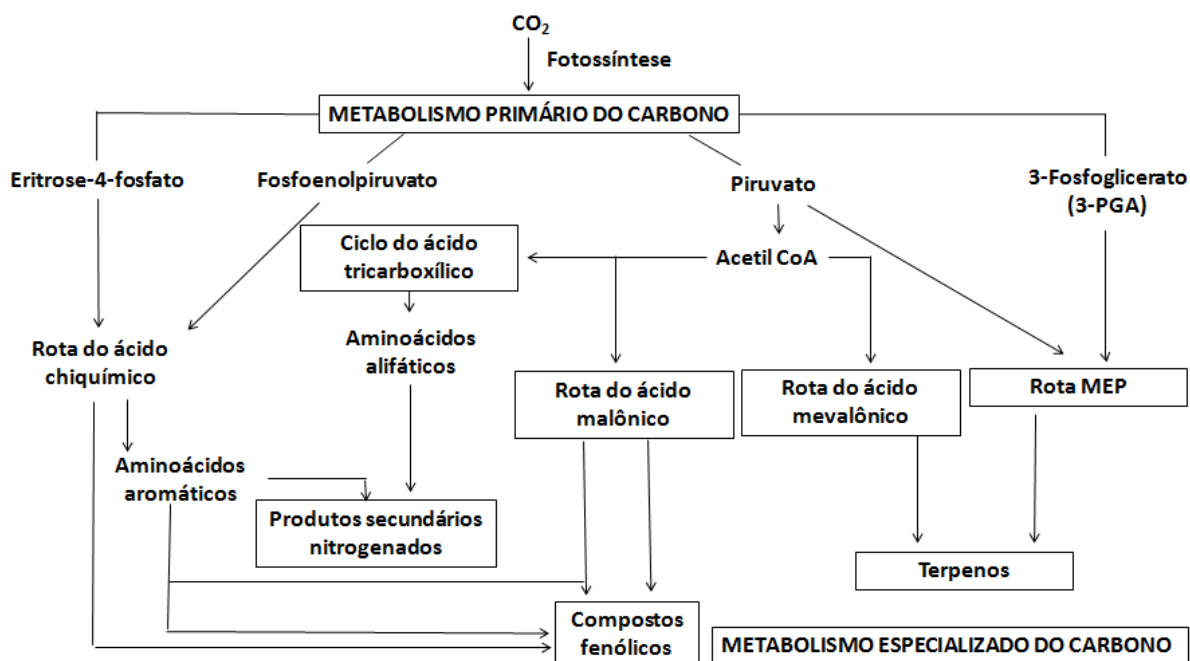 CO₂
Fotossíntese
METABOLISMO PRIMÁRIO DO CARBONO
Eritrose-4-fosfato
Fosfoenolpiruvato
Piruvato
3-Fosfoglicerato
(3-PGA)
Ciclo do ácido
tricarboxílico
Acetil CoA
Rota do ácido
chiquímico
Aminoácidos
alifáticos
Rota do ácido
malônico
Rota do ácido
mevalônico
Rota MEP
Aminoácidos
aromáticos
Produtos secundários
nitrogenados
Terpenos
Compostos
fenólicos
METABOLISMO ESPECIALIZADO DO CARBONO